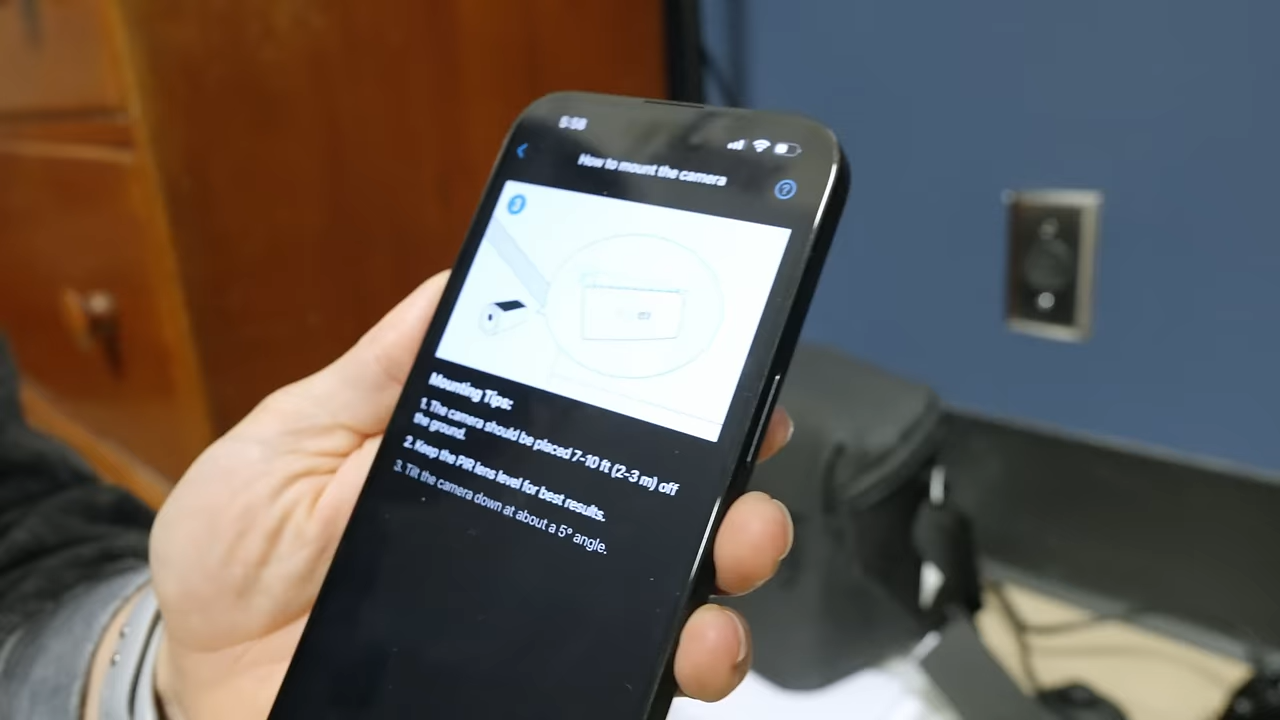 5:58
How to mount the camera
?
3
Mounting Tips:
1. The camera should be placed 7-10 ft (2-3 m) off
the ground.
2. Keep the PIR lens level for best results.
3. Tilt the camera down at about a 5° angle.